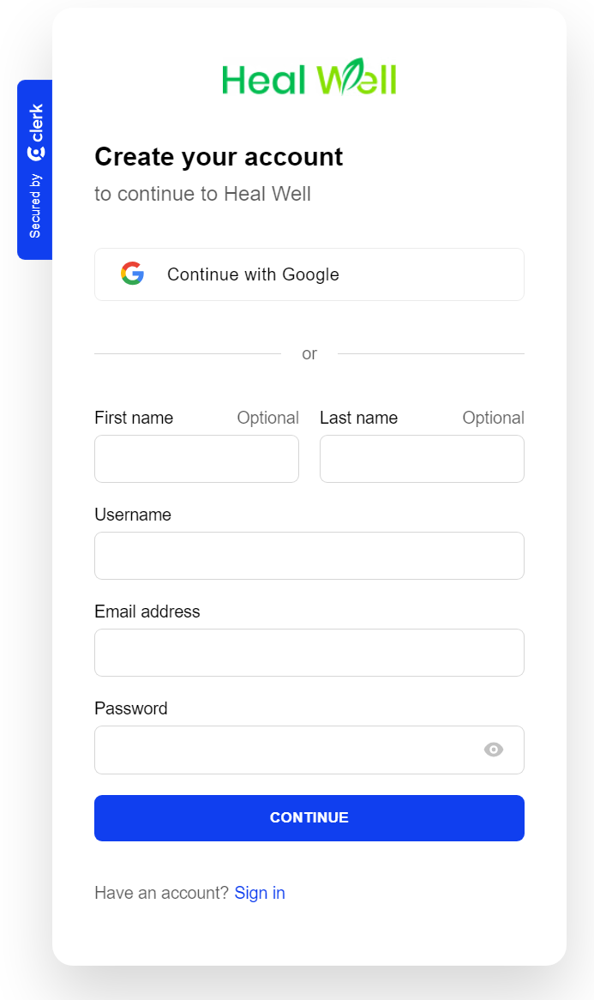 Heal Well
Secured by clerk
Create your account
to continue to Heal Well
Continue with Google
or
First name Optional Last name Optional
Username
Email address
Password
CONTINUE
Have an account? Sign in